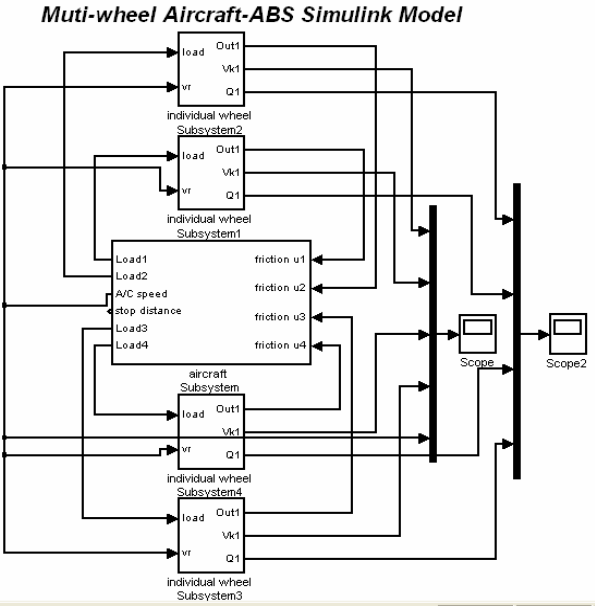 Muti-wheel Aircraft-ABS Simulink Model
load Out1
Vk1
vr Q1
individual wheel
Subsystem2
load Out1
Vk1
vr Q1
individual wheel
Subsystem1
Load1 friction u1
Load2
A/C speed friction u2
stop distance
Load3 friction u3
Load4 friction u4
aircraft
Subsystem
Scope
Scope2
load Out1
Vk1
vr Q1
individual wheel
Subsystem4
load Out1
Vk1
vr Q1
individual wheel
Subsystem3